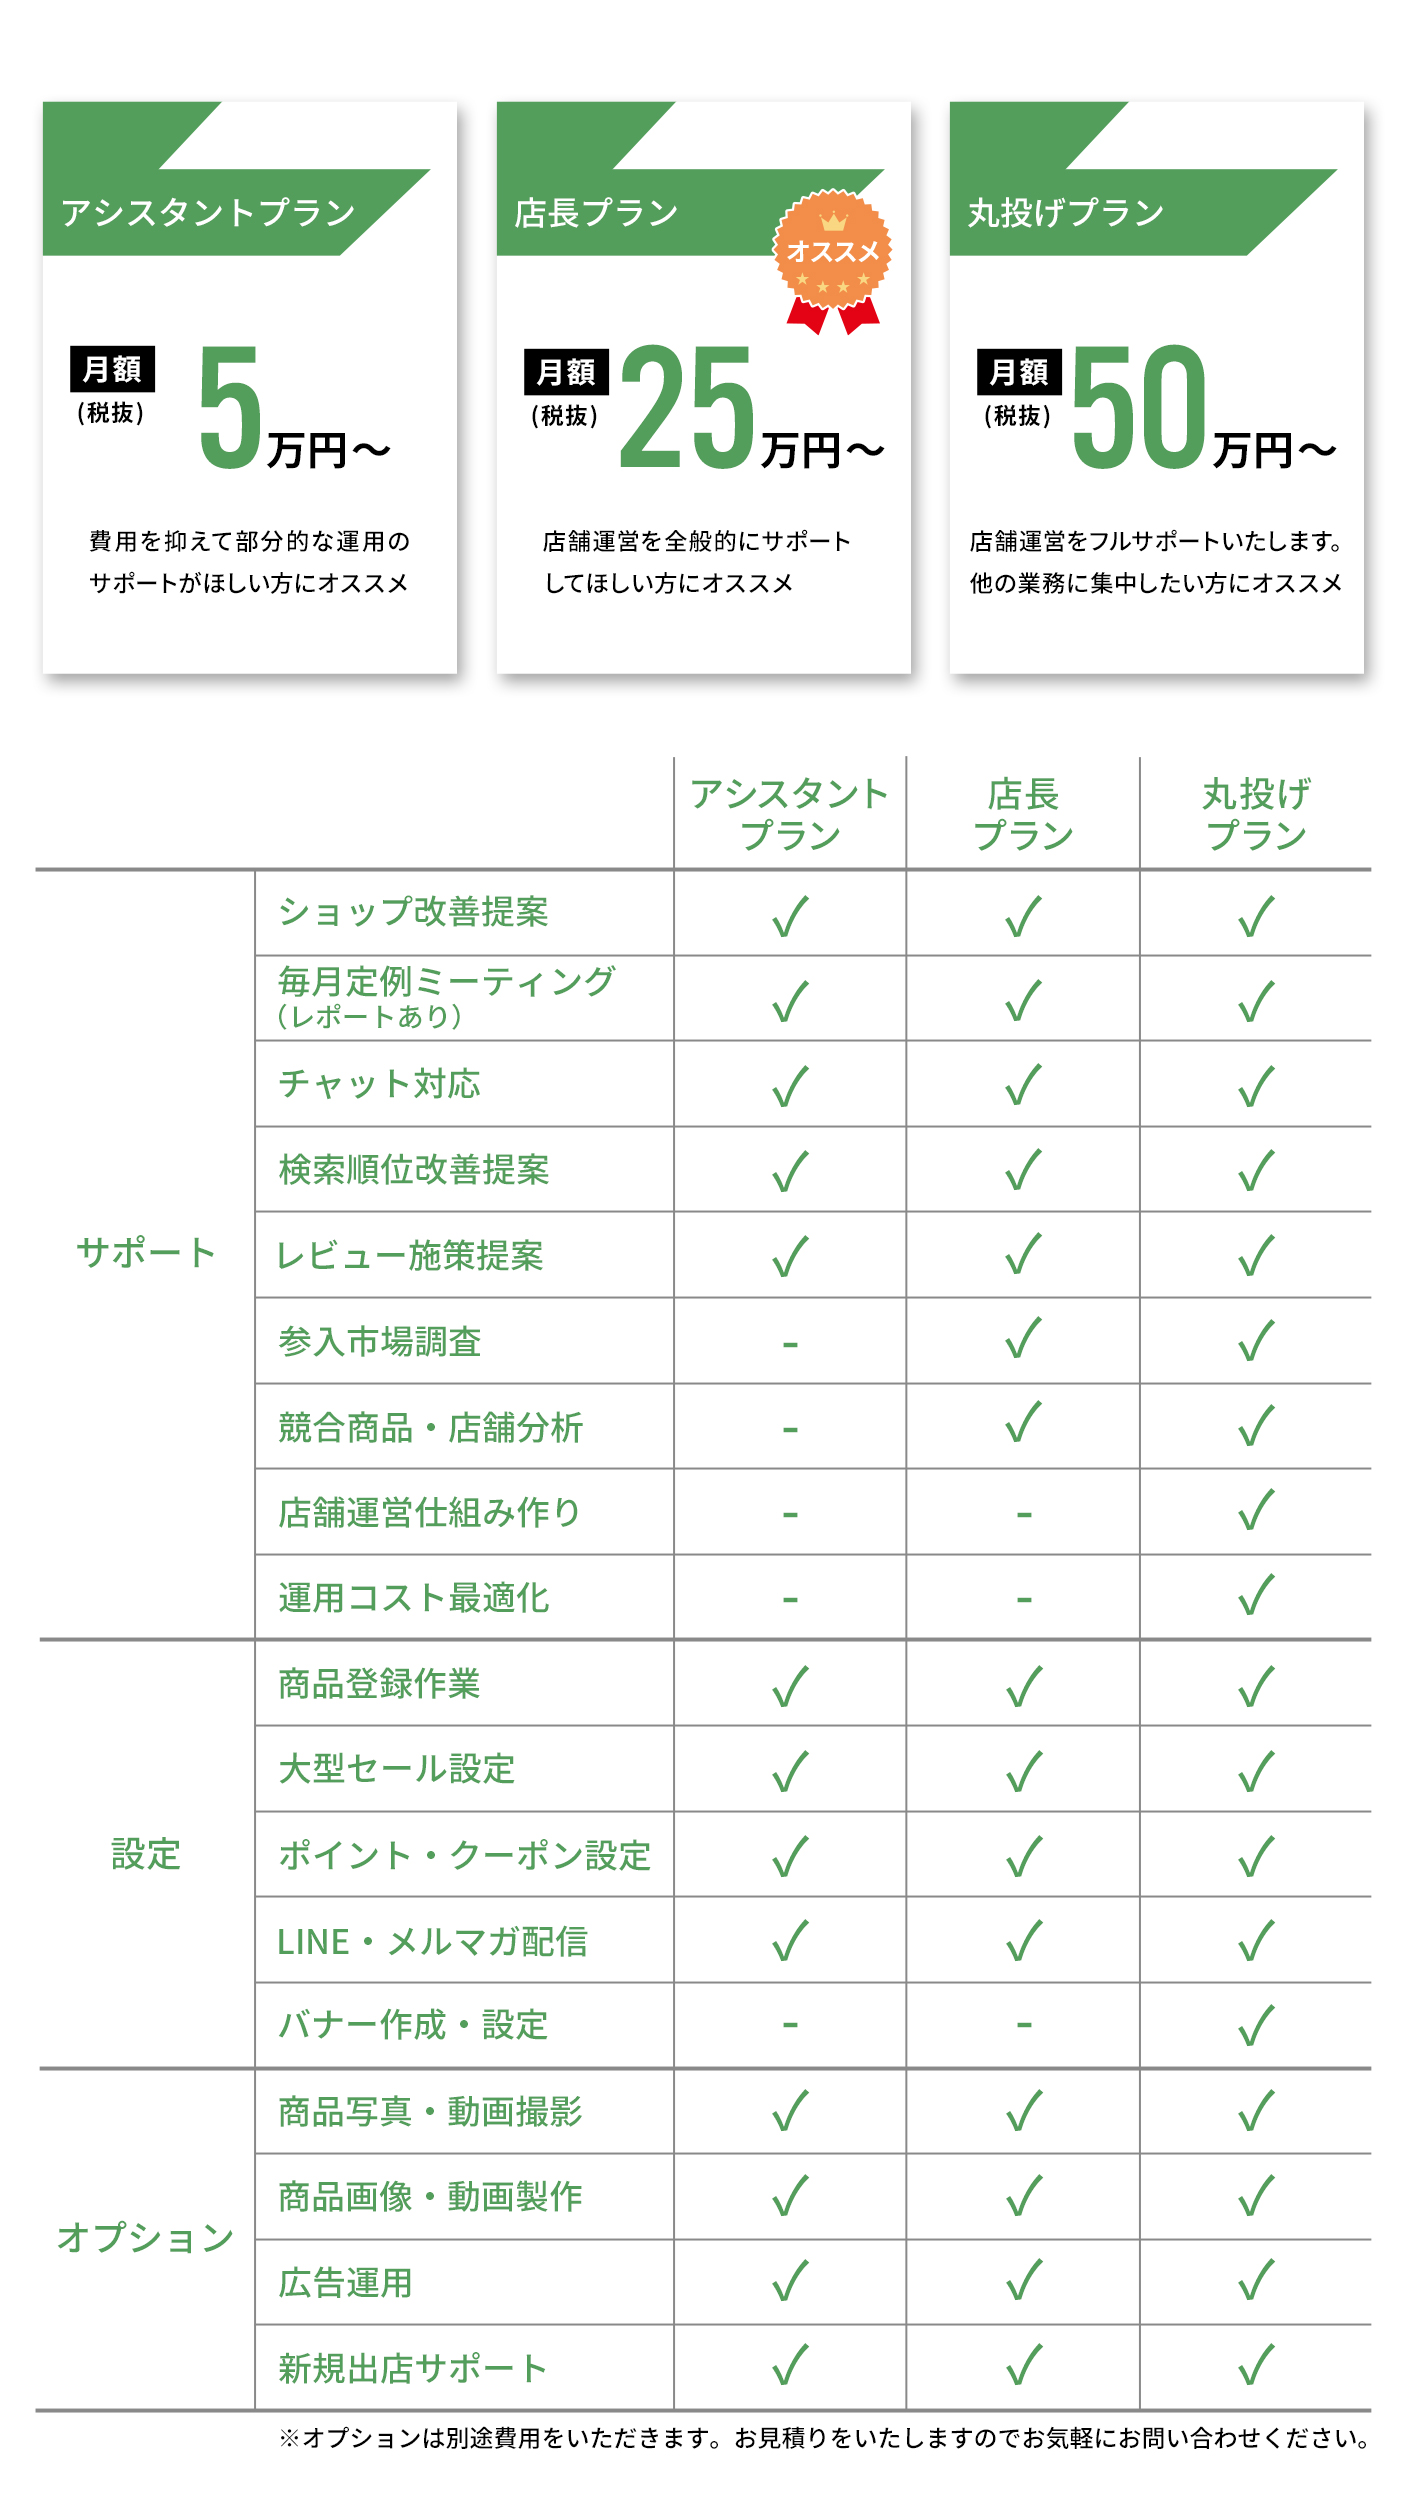 アシスタントプラン
月額
(税抜)
5万円〜
費用を抑えて部分的な運用の
サポートがほしい方にオススメ
店長プラン
オススメ
月額
(税抜)
25万円〜
店舗運営を全般的にサポート
してほしい方にオススメ
丸投げプラン
月額
(税抜)
50万円〜
店舗運営をフルサポートいたします。
他の業務に集中したい方にオススメ
アシスタント
プラン
店長
プラン
丸投げ
プラン
サポート
ショップ改善提案 ✓ ✓ ✓
毎月定例ミーティング
（レポートあり） ✓ ✓ ✓
チャット対応 ✓ ✓ ✓
検索順位改善提案 ✓ ✓ ✓
レビュー施策提案 ✓ ✓ ✓
参入市場調査 - ✓ ✓
競合商品・店舗分析 - ✓ ✓
店舗運営仕組み作り - - ✓
運用コスト最適化 - - ✓
設定
商品登録作業 ✓ ✓ ✓
大型セール設定 ✓ ✓ ✓
ポイント・クーポン設定 ✓ ✓ ✓
LINE・メルマガ配信 ✓ ✓ ✓
バナー作成・設定 - - ✓
オプション
商品写真・動画撮影 ✓ ✓ ✓
商品画像・動画製作 ✓ ✓ ✓
広告運用 ✓ ✓ ✓
新規出店サポート ✓ ✓ ✓
※オプションは別途費用をいただきます。お見積りをいたしますのでお気軽にお問い合わせください。